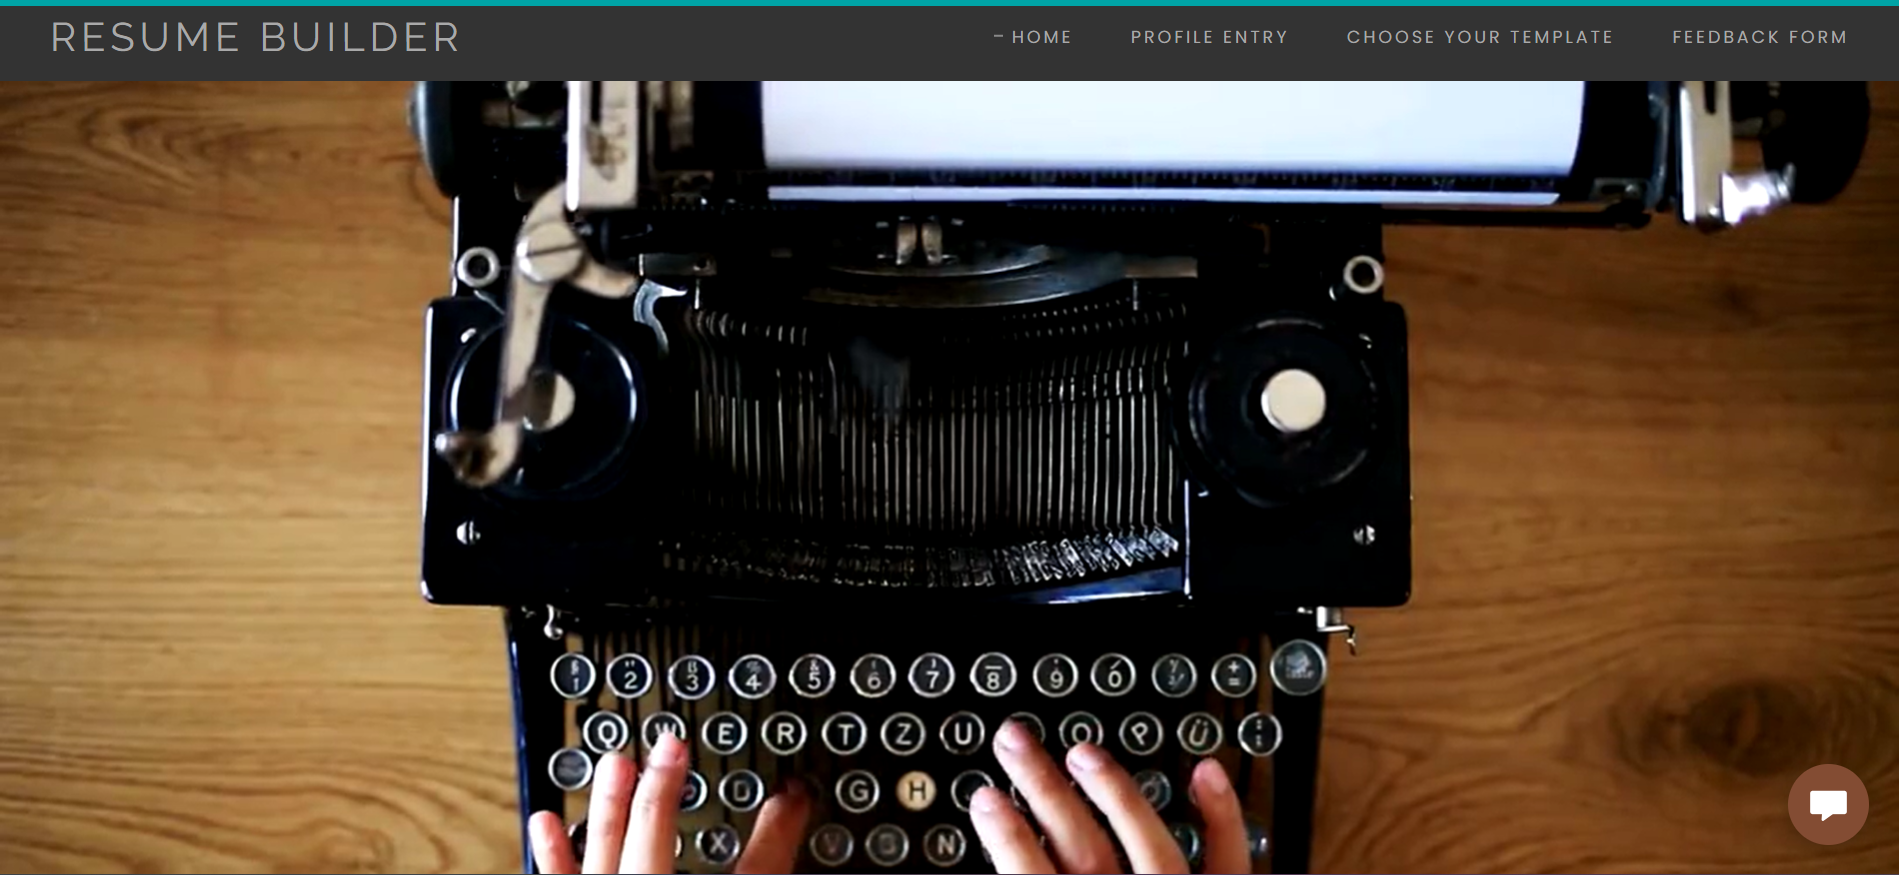 RESUME BUILDER
– HOME PROFILE ENTRY CHOOSE YOUR TEMPLATE FEEDBACK FORM
§ " % & ( ) _ ' / +
1 2 3 4 5 6 7 8 9 0 =
Q W E R T Z U O P Ü
D G H
X V B N